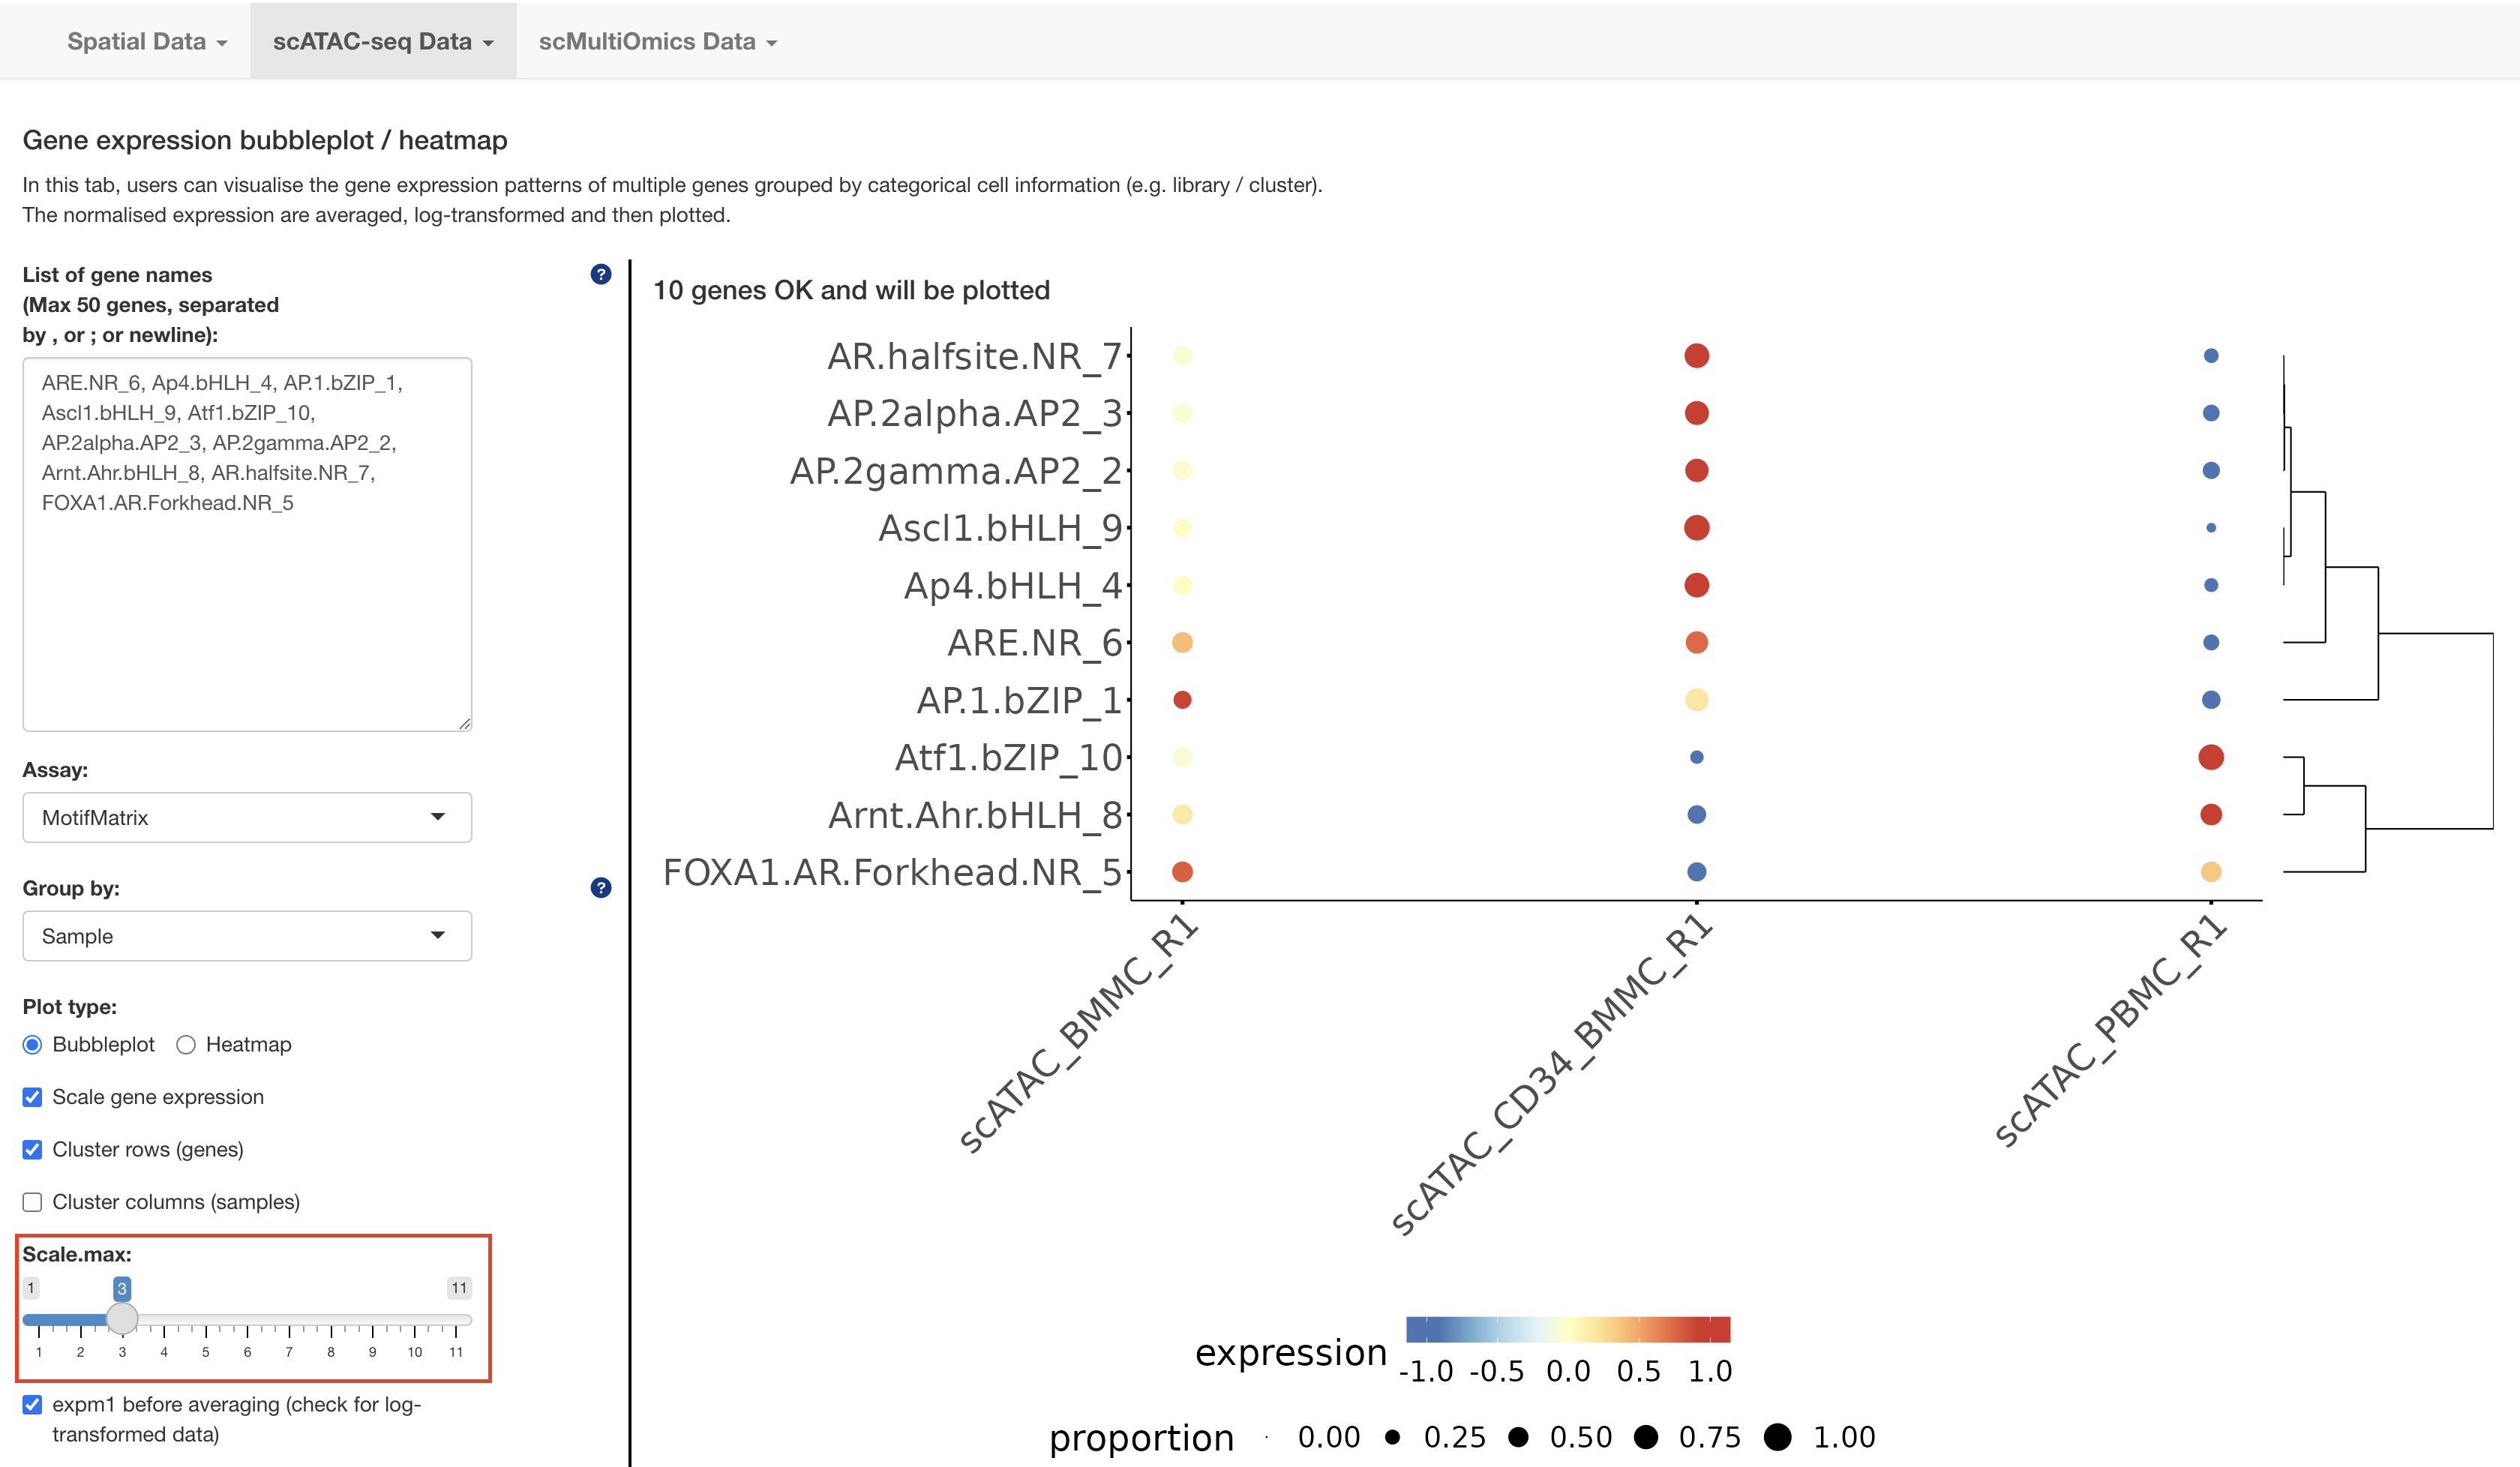 Spatial Data
scATAC-seq Data
scMultiOmics Data
Gene expression bubbleplot / heatmap
In this tab, users can visualise the gene expression patterns of multiple genes grouped by categorical cell information (e.g. library / cluster).
The normalised expression are averaged, log-transformed and then plotted.
List of gene names
(Max 50 genes, separated
by , or ; or newline):
?
ARE.NR_6, Ap4.bHLH_4, AP.1.bZIP_1,
Ascl1.bHLH_9, Atf1.bZIP_10,
AP.2alpha.AP2_3, AP.2gamma.AP2_2,
Arnt.Ahr.bHLH_8, AR.halfsite.NR_7,
FOXA1.AR.Forkhead.NR_5
Assay:
MotifMatrix
Group by:
?
Sample
Plot type:
Bubbleplot
Heatmap
Scale gene expression
Cluster rows (genes)
Cluster columns (samples)
Scale.max:
1 3 11
1 2 3 4 5 6 7 8 9 10 11
expm1 before averaging (check for log-
transformed data)
10 genes OK and will be plotted
AR.halfsite.NR_7
AP.2alpha.AP2_3
AP.2gamma.AP2_2
Ascl1.bHLH_9
Ap4.bHLH_4
ARE.NR_6
AP.1.bZIP_1
Atf1.bZIP_10
Arnt.Ahr.bHLH_8
FOXA1.AR.Forkhead.NR_5
scATAC_BMMC_R1
scATAC_CD34_BMMC_R1
scATAC_PBMC_R1
expression
-1.0 -0.5 0.0 0.5 1.0
proportion 0.00 0.25 0.50 0.75 1.00